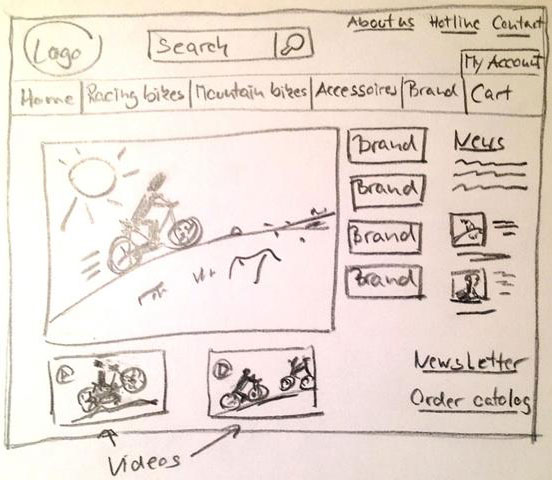 About us Hotline Contact
Logo
Search
My Account
Home Racing bikes Mountain bikes Accessoires Brand Cart
Brand
News
Brand
Brand
Brand
Newsletter
Order catalog
Videos